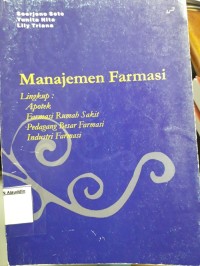 Soerjono Seto
Yunita Nita
Lily Triana
Manajemen Farmasi
Lingkup :
Apotek
Farmasi Rumah Sakit
Pedagang Besar Farmasi
Industri Farmasi